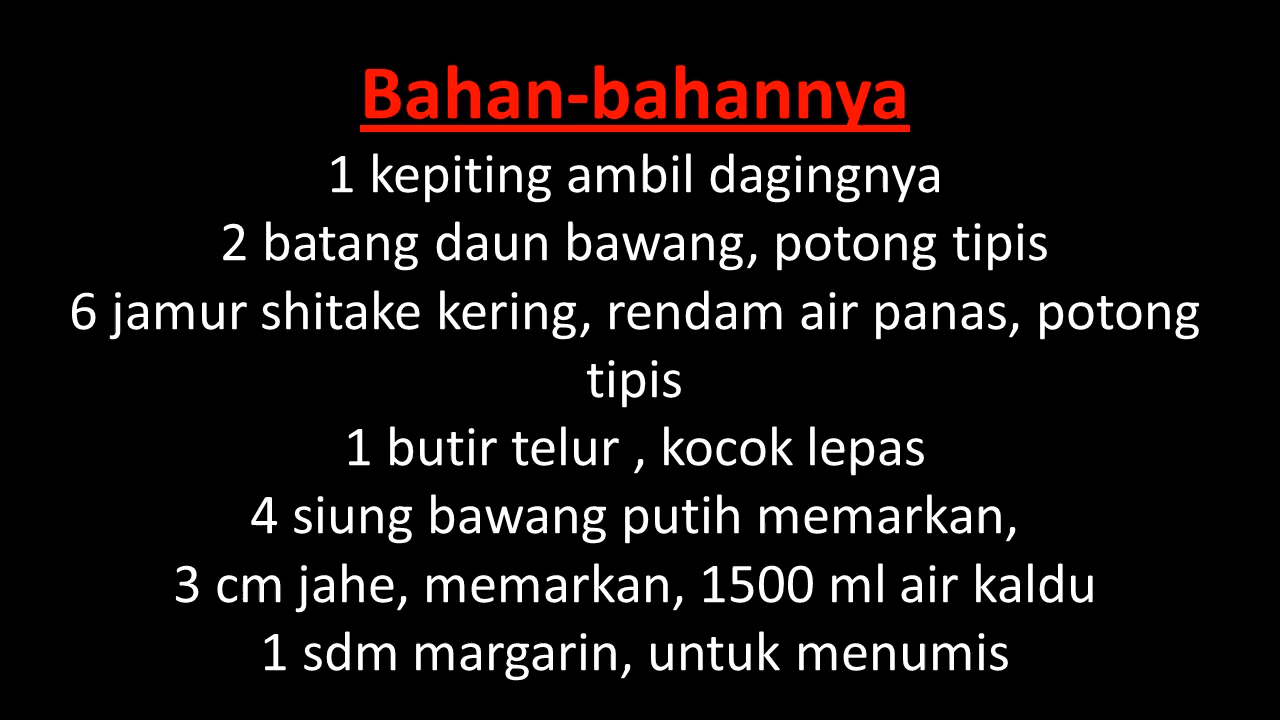 Bahan-bahannya
1 kepiting ambil dagingnya
2 batang daun bawang, potong tipis
6 jamur shitake kering, rendam air panas, potong
tipis
1 butir telur , kocok lepas
4 siung bawang putih memarkan,
3 cm jahe, memarkan, 1500 ml air kaldu
1 sdm margarin, untuk menumis